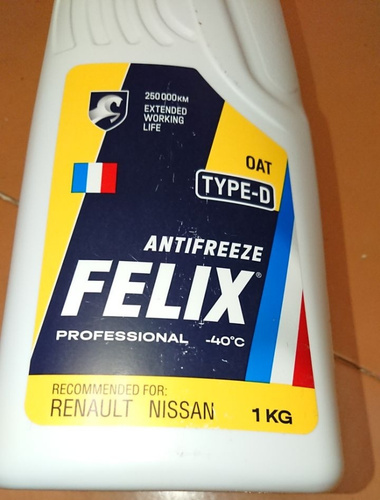 250 000 KM
EXTENDED
WORKING
LIFE
OAT
TYPE-D
ANTIFREEZE
FELIX®
PROFESSIONAL -40°C
RECOMMENDED FOR:
RENAULT NISSAN 1 KG